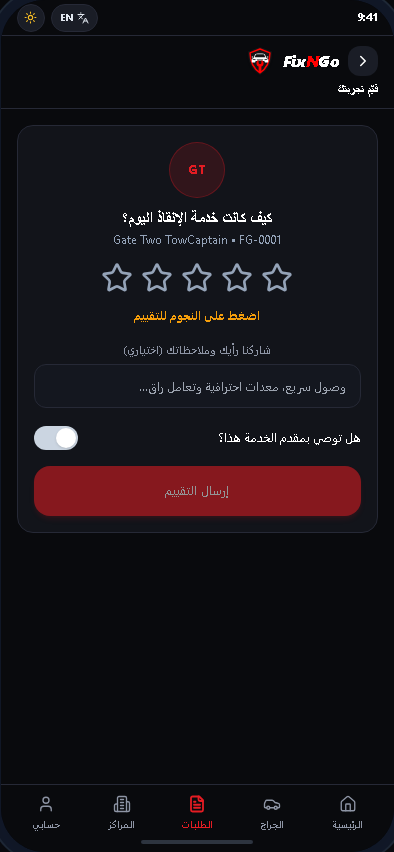 9:41
EN
FixNGo
قيّم تجربتك
GT
كيف كانت خدمة الإنقاذ اليوم؟
Gate Two TowCaptain • FG-0001
اضغط على النجوم للتقييم
شاركنا رأيك وملاحظاتك (اختياري)
وصول سريع، معدات احترافية وتعامل راقٍ...
هل توصي بمقدم الخدمة هذا؟
إرسال التقييم
الرئيسية
الجراج
الطلبات
المراكز
حسابي